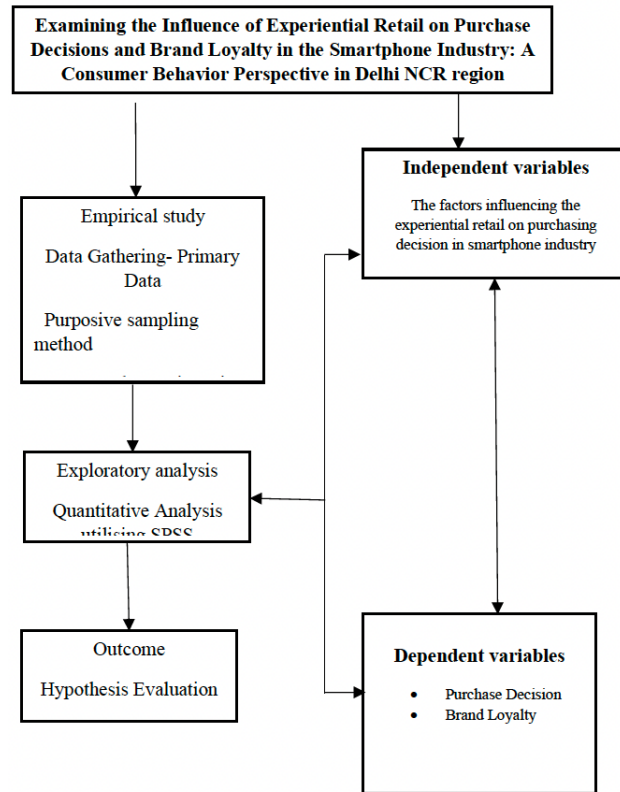 Examining the Influence of Experiential Retail on Purchase
Decisions and Brand Loyalty in the Smartphone Industry: A
Consumer Behavior Perspective in Delhi NCR region
Independent variables
The factors influencing the
experiential retail on purchasing
decision in smartphone industry
Empirical study
Data Gathering- Primary
Data
Purposive sampling
method
Exploratory analysis
Quantitative Analysis
utilising SPSS
Outcome
Hypothesis Evaluation
Dependent variables
• Purchase Decision
• Brand Loyalty